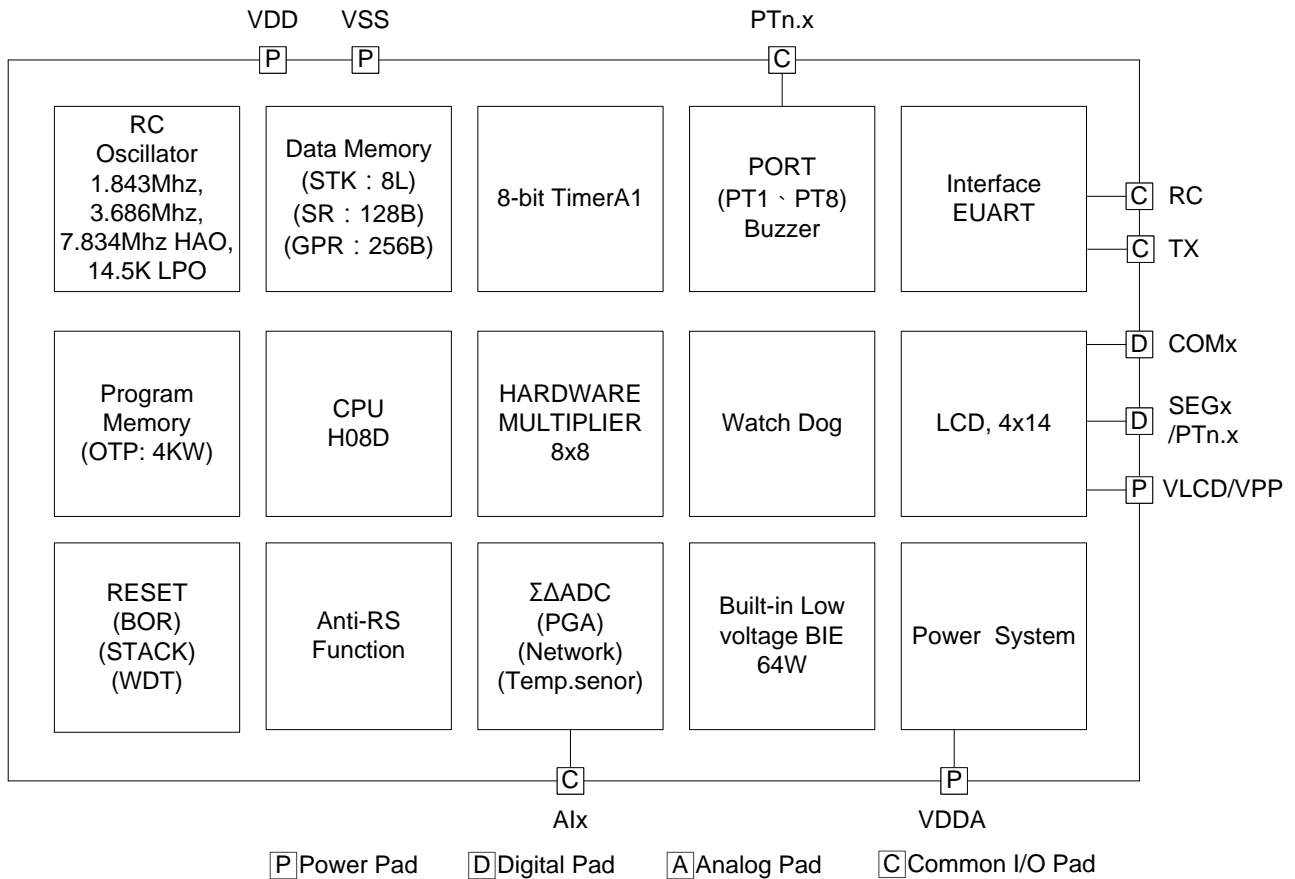 VDD
VSS
PTn.x
P
P
C
RC
Oscillator
1.843Mhz,
3.686Mhz,
7.834Mhz HAO,
14.5K LPO
Data Memory
(STK：8L)
(SR：128B)
(GPR：256B)
8-bit TimerA1
PORT
(PT1、PT8)
Buzzer
Interface
EUART
C RC
C TX
Program
Memory
(OTP: 4KW)
CPU
H08D
HARDWARE
MULTIPLIER
8x8
Watch Dog
LCD, 4x14
D COMx
D SEGx
/PTn.x
P VLCD/VPP
RESET
(BOR)
(STACK)
(WDT)
Anti-RS
Function
ΣΔADC
(PGA)
(Network)
(Temp.senor)
Built-in Low
voltage BIE
64W
Power System
C
P
AIx
VDDA
P Power Pad
D Digital Pad
A Analog Pad
C Common I/O Pad